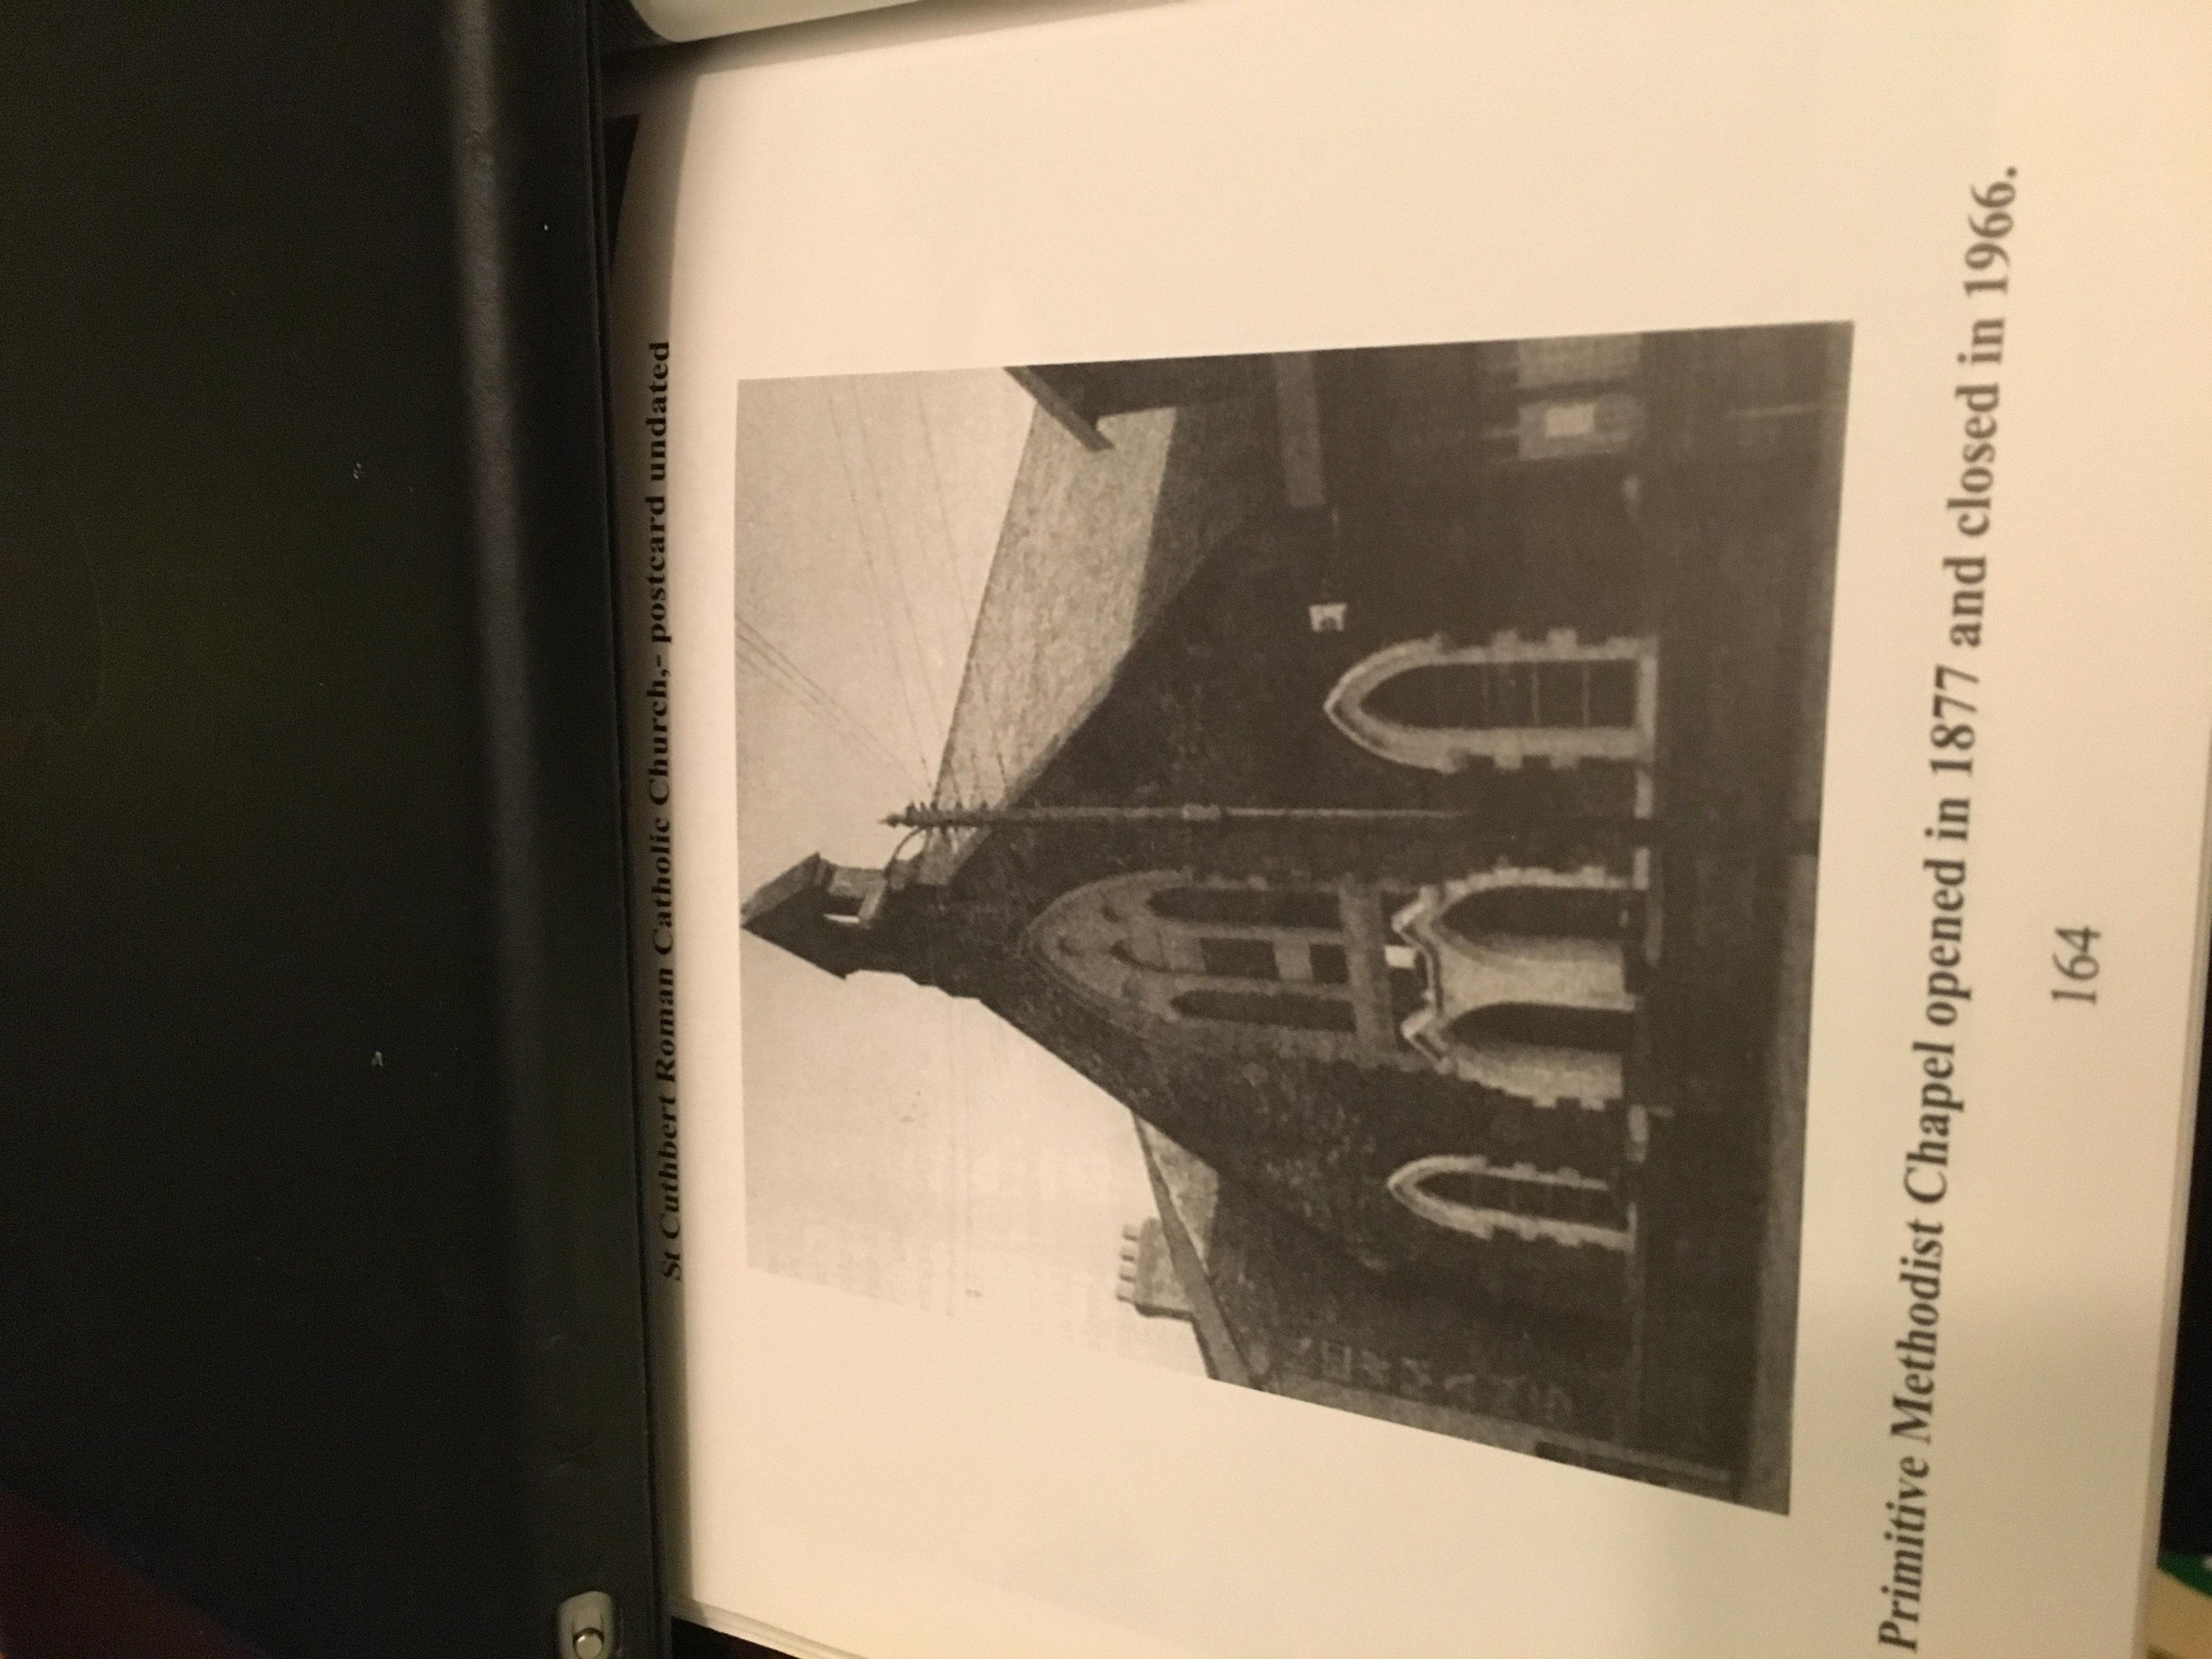 St Cuthbert Roman Catholic Church,- postcard undated
Primitive Methodist Chapel opened in 1877 and closed in 1966.
164